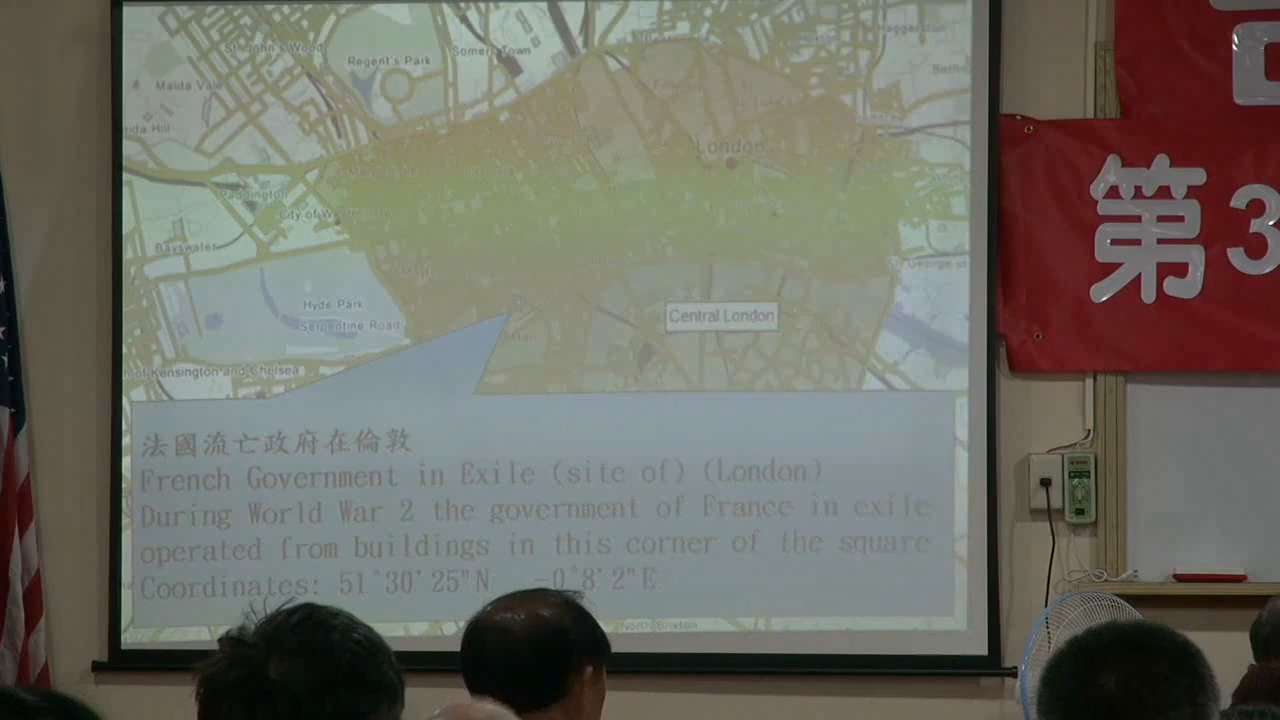 St. John's Wood
Regent's Park
Somers Town
Haggerston
Maida Vale
London
Paddington
Bayswater
Hyde Park
Serpentine Road
Central London
of Kensington and Chelsea
法國流亡政府在倫敦
French Government in Exile (site of) (London)
During World War 2 the government of France in exile
operated from buildings in this corner of the square
Coordinates: 51°30'25"N -0°8'2"E
North Brixton
第3